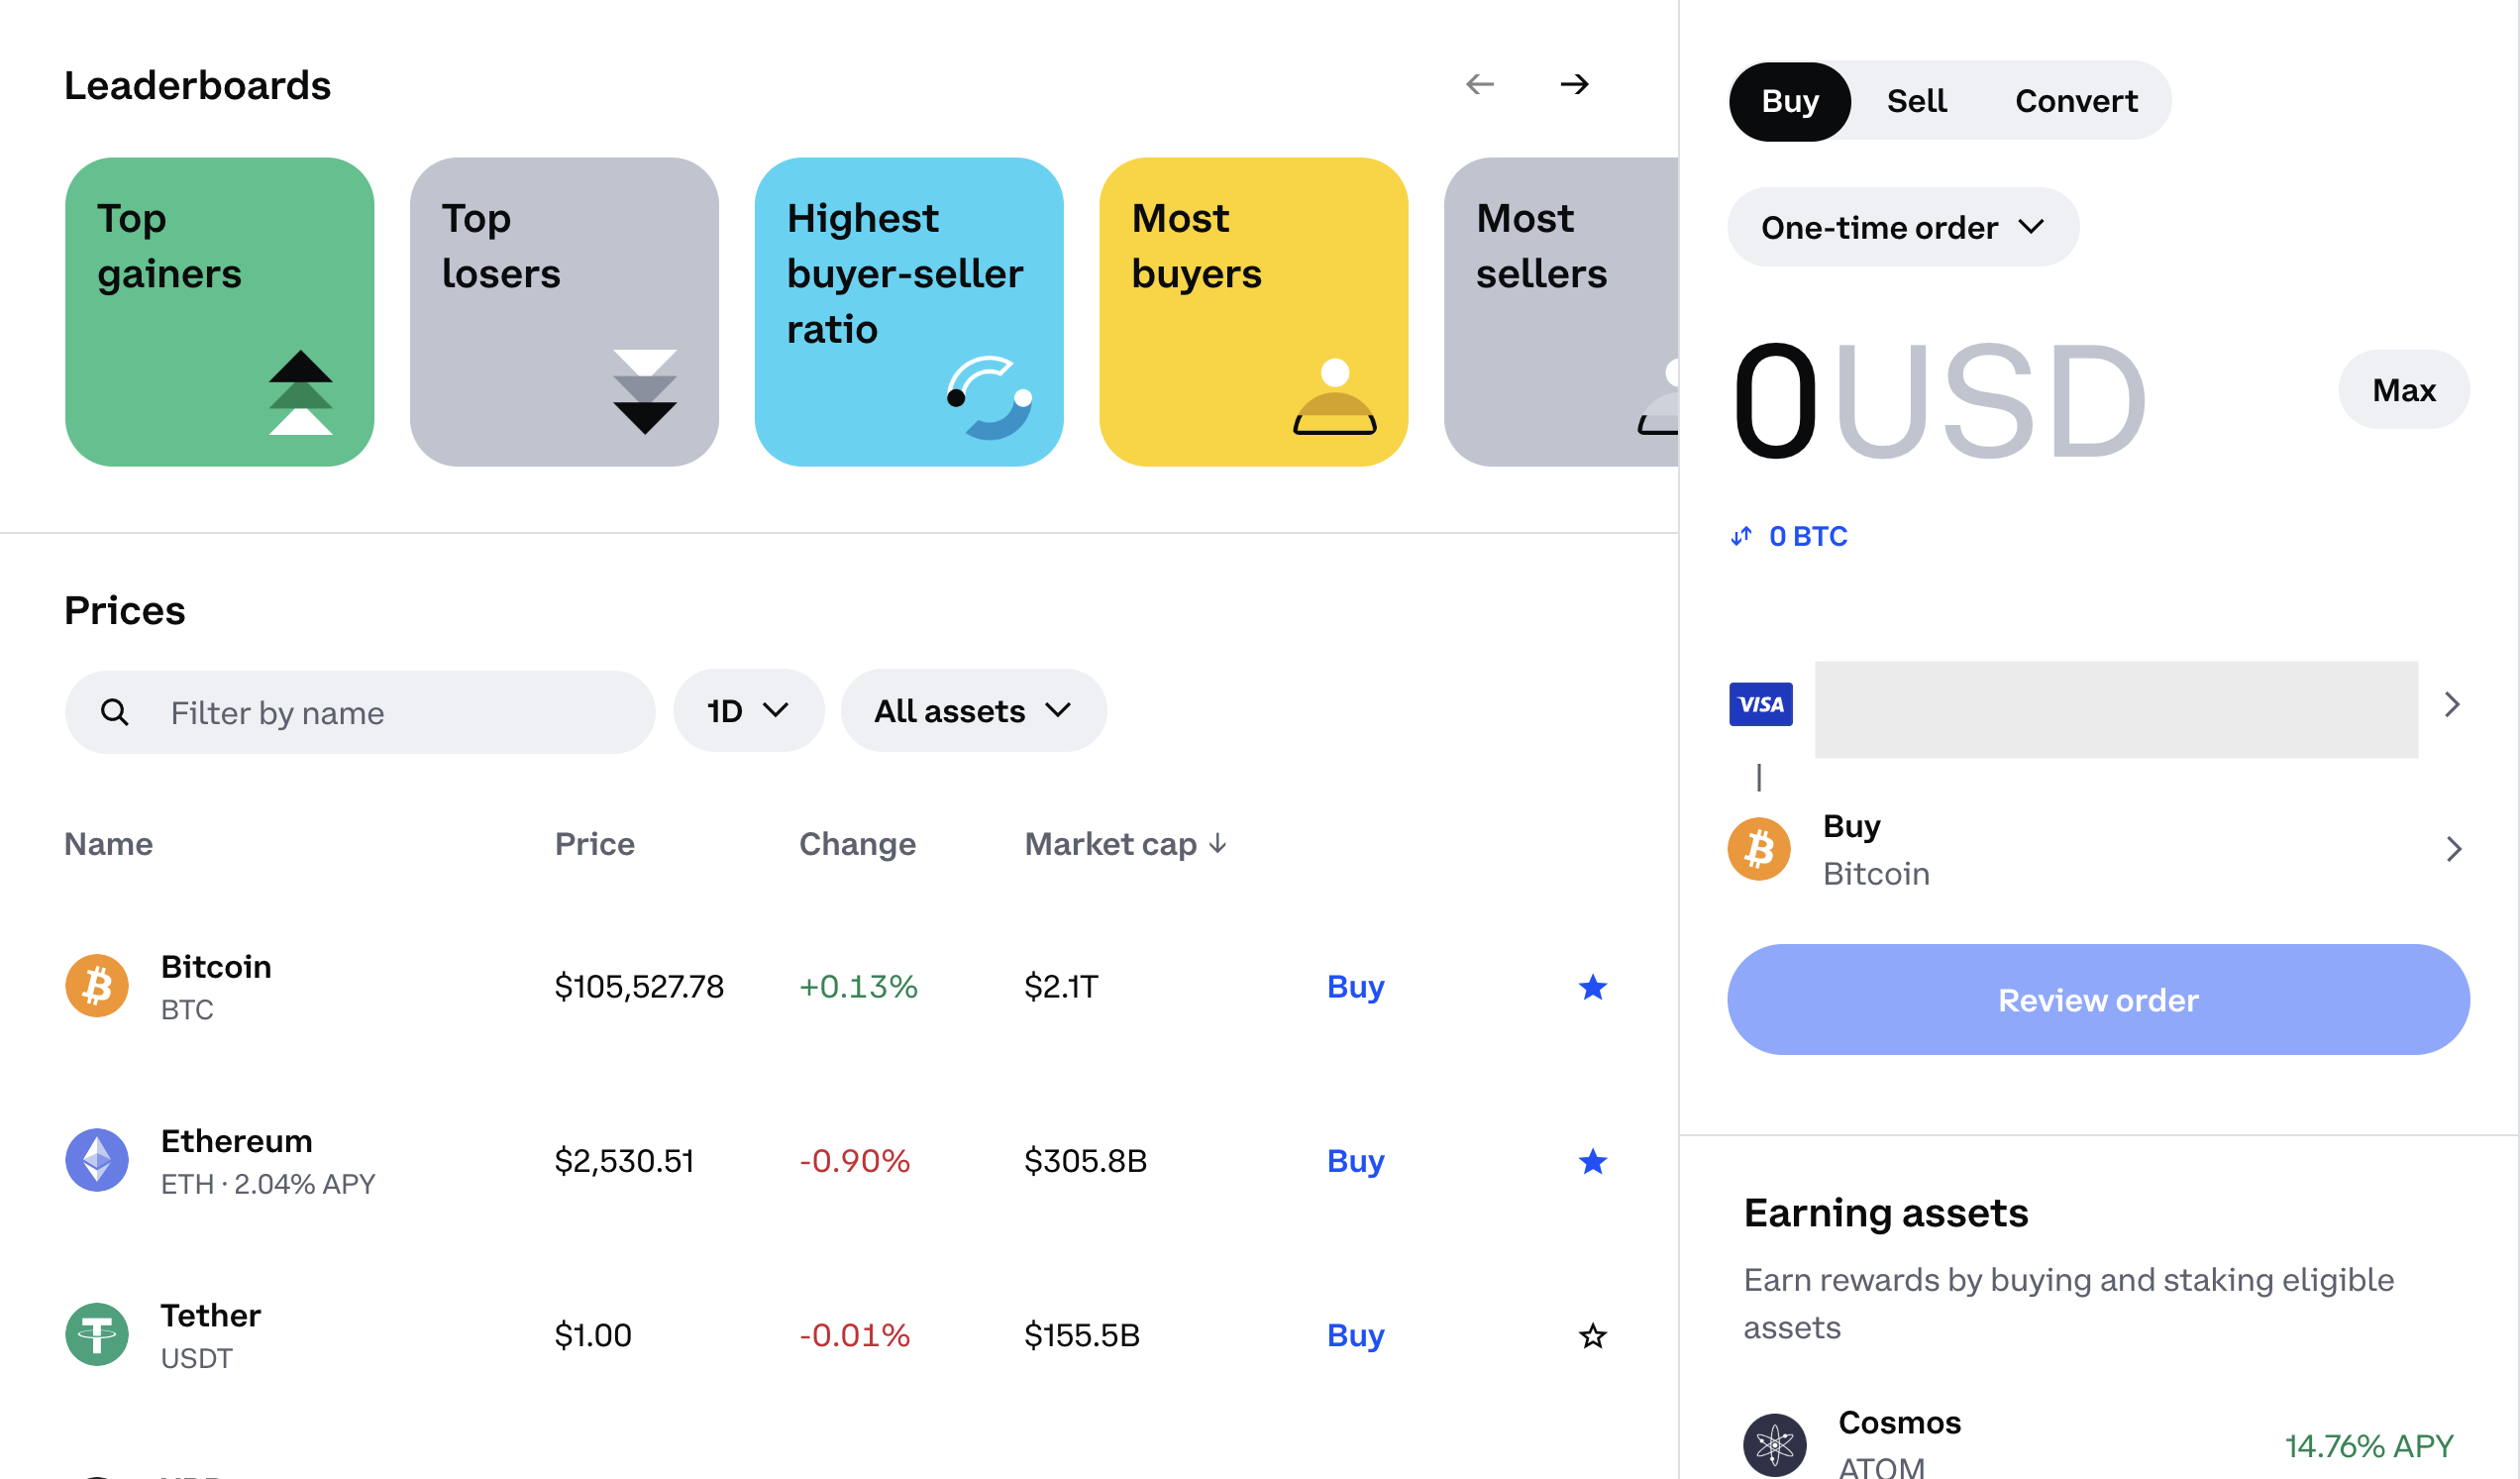 Leaderboards
Top
gainers
Top
losers
Highest
buyer-seller
ratio
Most
buyers
Most
sellers
Prices
Filter by name
1D
All assets
Name Price Change Market cap
Bitcoin
BTC
$105,527.78 +0.13% $2.1T Buy
Ethereum
ETH · 2.04% APY
$2,530.51 -0.90% $305.8B Buy
Tether
USDT
$1.00 -0.01% $155.5B Buy
Buy Sell Convert
One-time order
0USD
Max
0 BTC
VISA
Buy
Bitcoin
Review order
Earning assets
Earn rewards by buying and staking eligible
assets
Cosmos
ATOM
14.76% APY